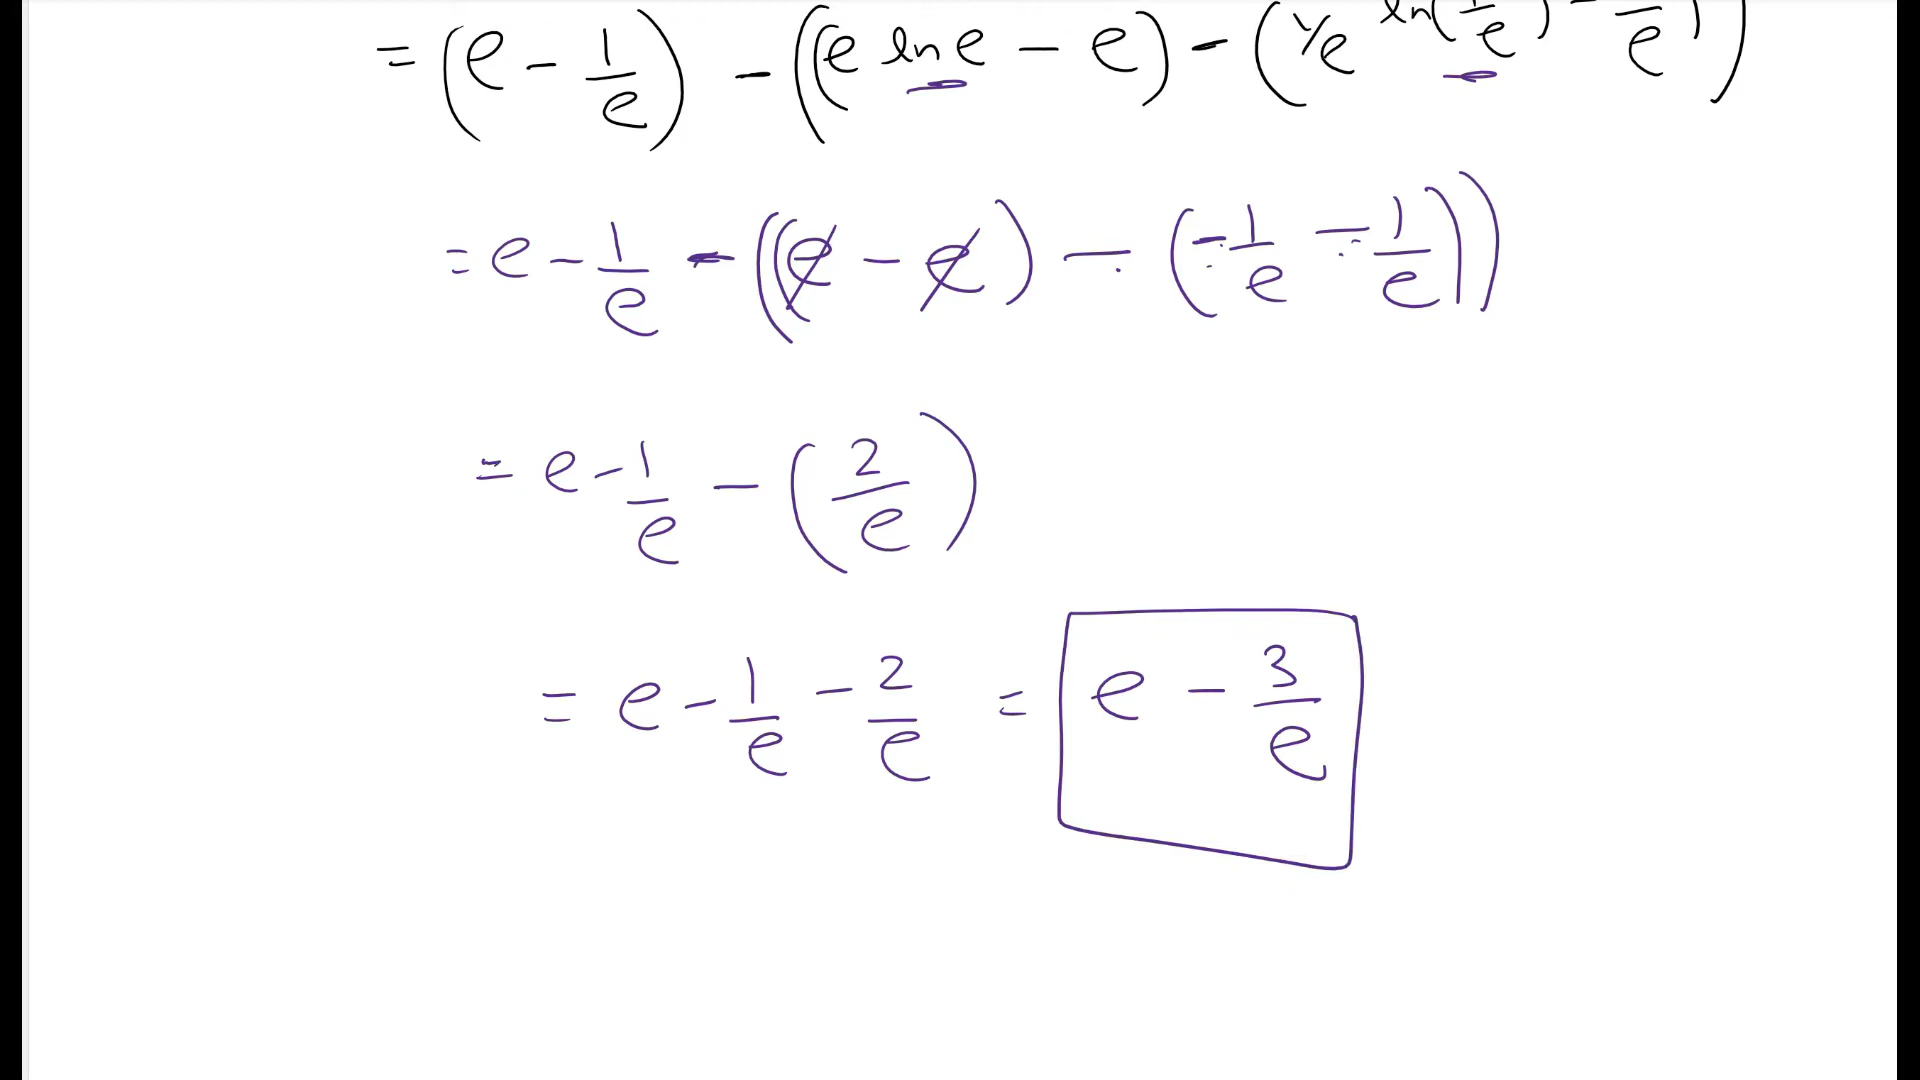 = (e - 1/e) - ((e ln e - e) - (1/e ln(1/e) - 1/e))
= e - 1/e - ((e - e) - (-1/e - 1/e))
= e - 1/e - (2/e)
= e - 1/e - 2/e = e - 3/e